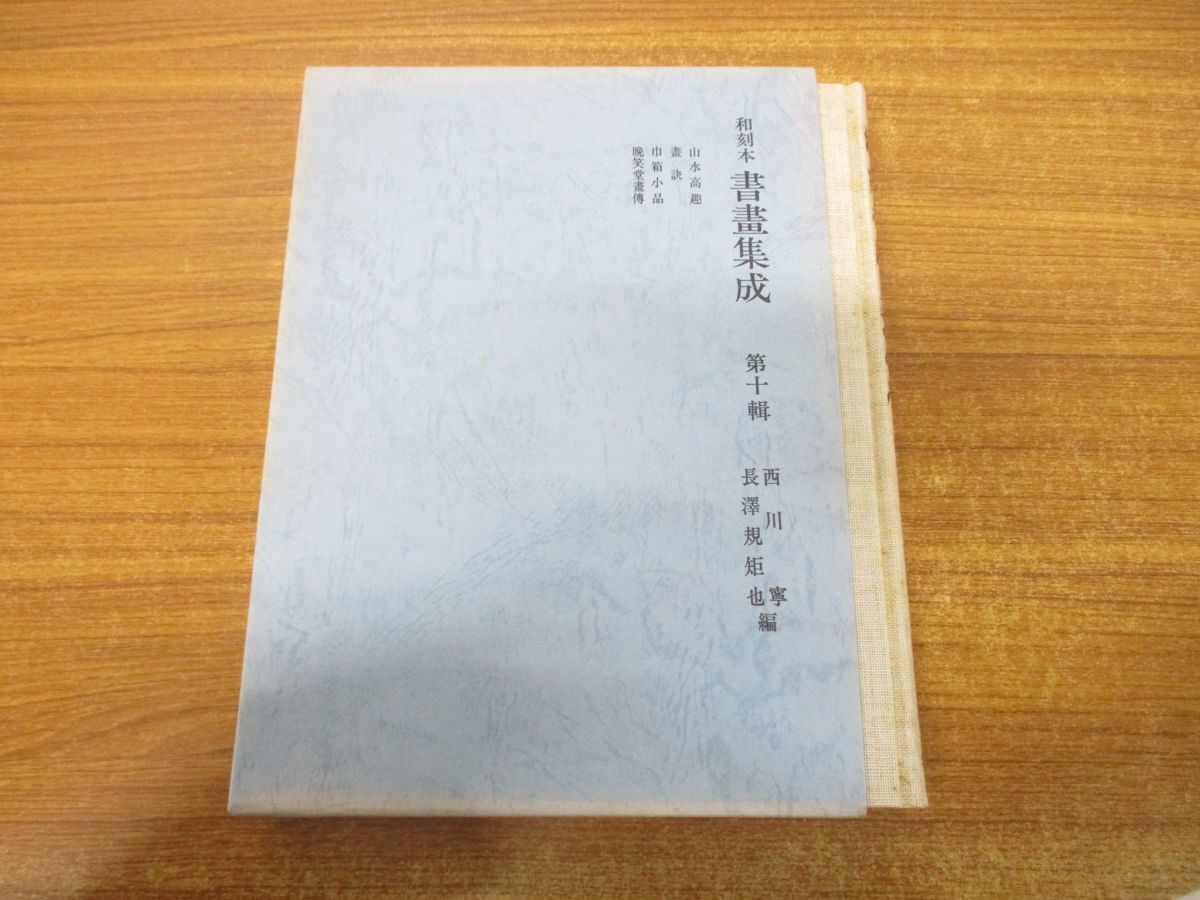 和刻本 書畫集成 第十輯
西川寧
長澤規矩也
編
山水高趣
畫訣
巾箱小品
晩笑堂畫傳